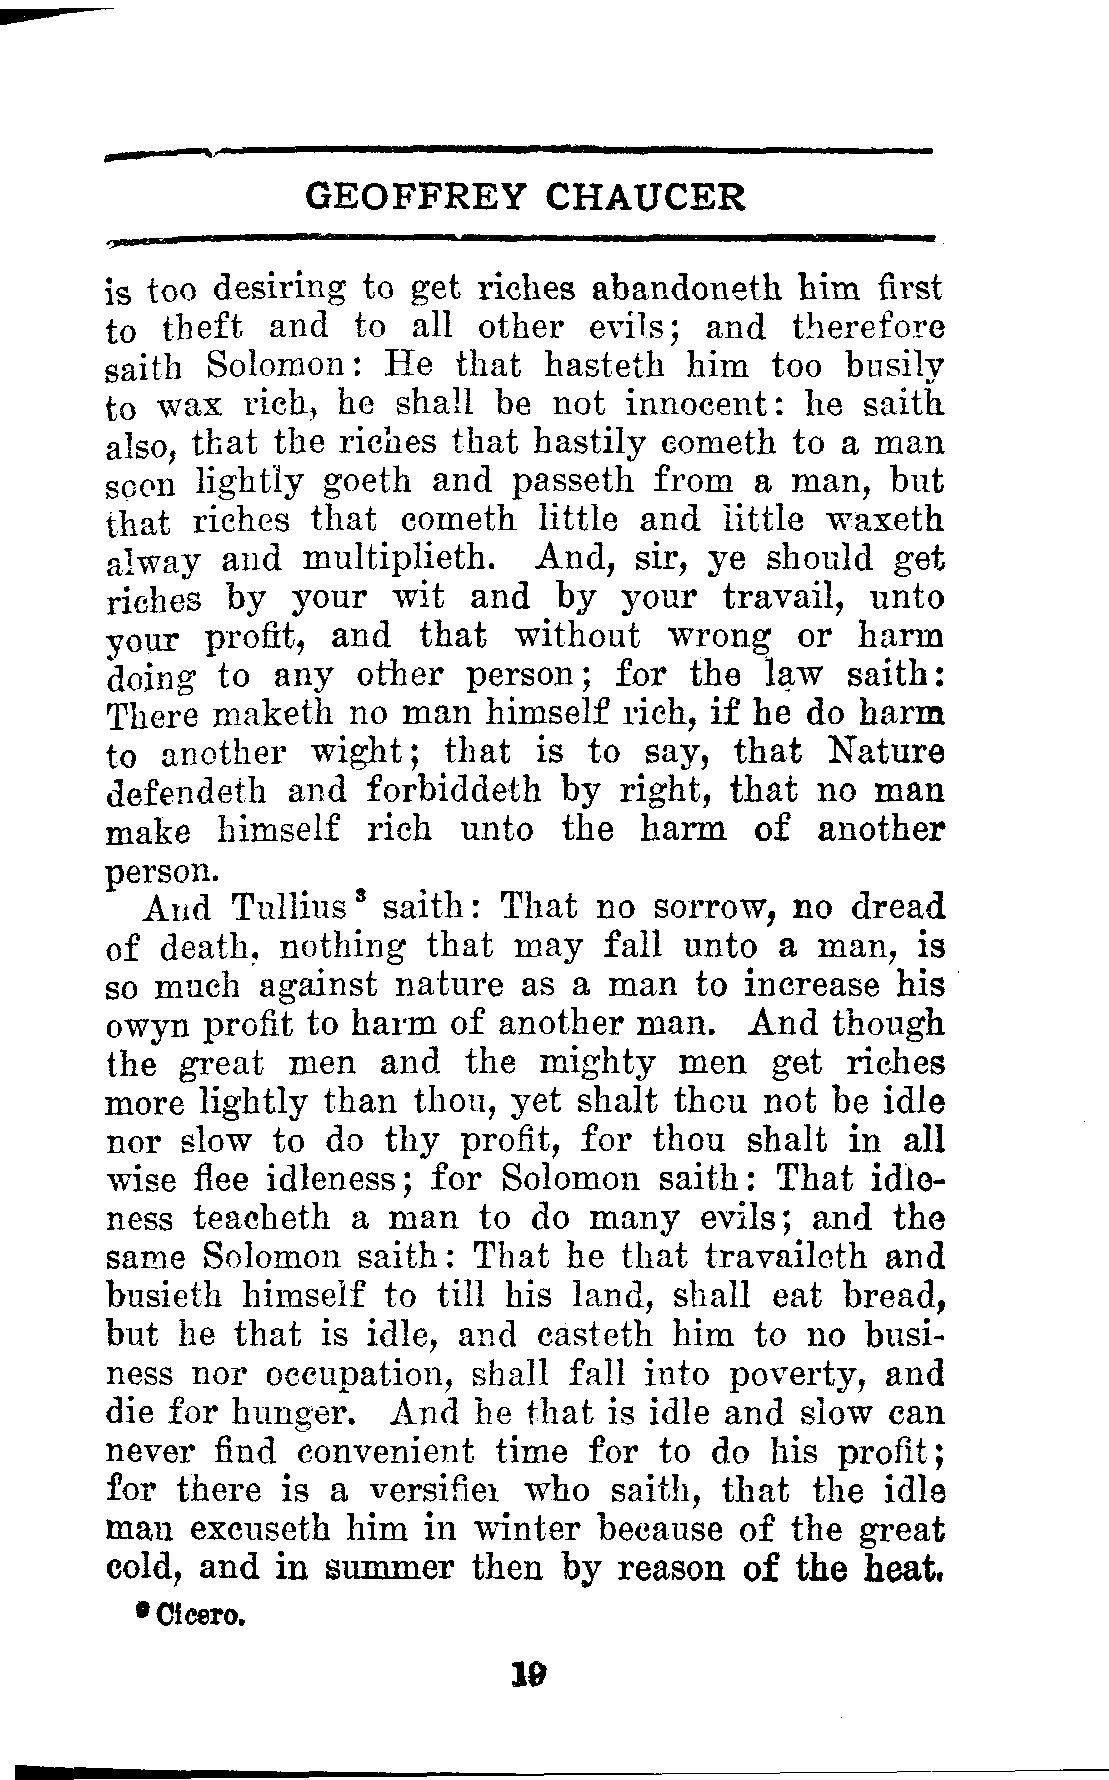 GEOFFREY CHAUCER
is too desiring to get riches abandoneth him first
to theft and to all other evils; and therefore
saith Solomon: He that hasteth him too busily
to wax rich, he shall be not innocent: he saith
also, that the riches that hastily cometh to a man
soon lightly goeth and passeth from a man, but
that riches that cometh little and little waxeth
alway and multiplieth. And, sir, ye should get
riches by your wit and by your travail, unto
your profit, and that without wrong or harm
doing to any other person; for the law saith:
There maketh no man himself rich, if he do harm
to another wight; that is to say, that Nature
defendeth and forbiddeth by right, that no man
make himself rich unto the harm of another
person.
And Tullius³ saith: That no sorrow, no dread
of death, nothing that may fall unto a man, is
so much against nature as a man to increase his
owyn profit to harm of another man. And though
the great men and the mighty men get riches
more lightly than thou, yet shalt thou not be idle
nor slow to do thy profit, for thou shalt in all
wise flee idleness; for Solomon saith: That idle-
ness teacheth a man to do many evils; and the
same Solomon saith: That he that travaileth and
busieth himself to till his land, shall eat bread,
but he that is idle, and casteth him to no busi-
ness nor occupation, shall fall into poverty, and
die for hunger. And he that is idle and slow can
never find convenient time for to do his profit;
for there is a versifier who saith, that the idle
man excuseth him in winter because of the great
cold, and in summer then by reason of the heat.
³ Cicero.
19